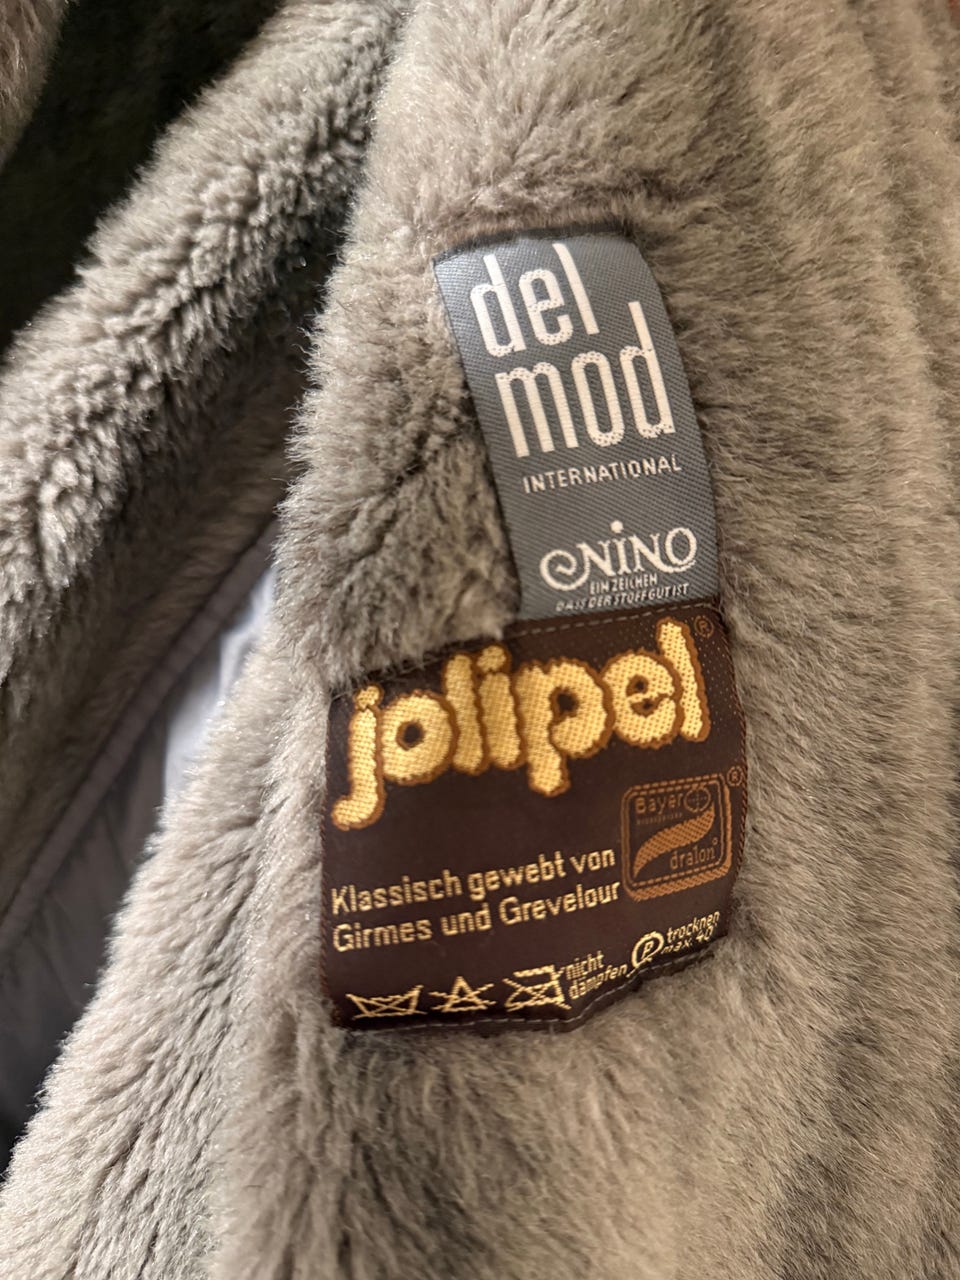 del
mod
INTERNATIONAL
NINO
EIN ZEICHEN
DASS DER STOFF GUT IST
jolipel®
Bayer
dralon®
®
Klassisch gewebt von
Girmes und Grevelour
nicht
dämpfen
P
trocknen
max. 40°